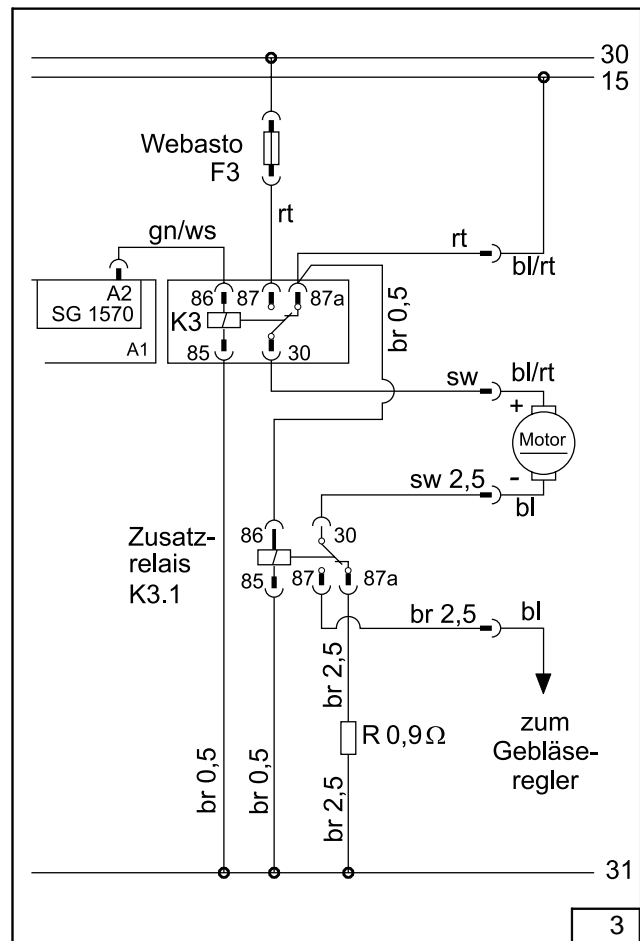 30
15
Webasto
F3
rt
gn/ws
rt
bl/rt
A2
SG 1570
A1
86
87
87a
K3
85
30
br 0,5
sw
bl/rt
+
Motor
-
sw 2,5
bl
Zusatz-
relais
K3.1
86
30
85
87
87a
br 2,5
bl
br 2,5
R 0,9Ω
zum
Gebläse-
regler
br 0,5
br 0,5
br 2,5
31
3